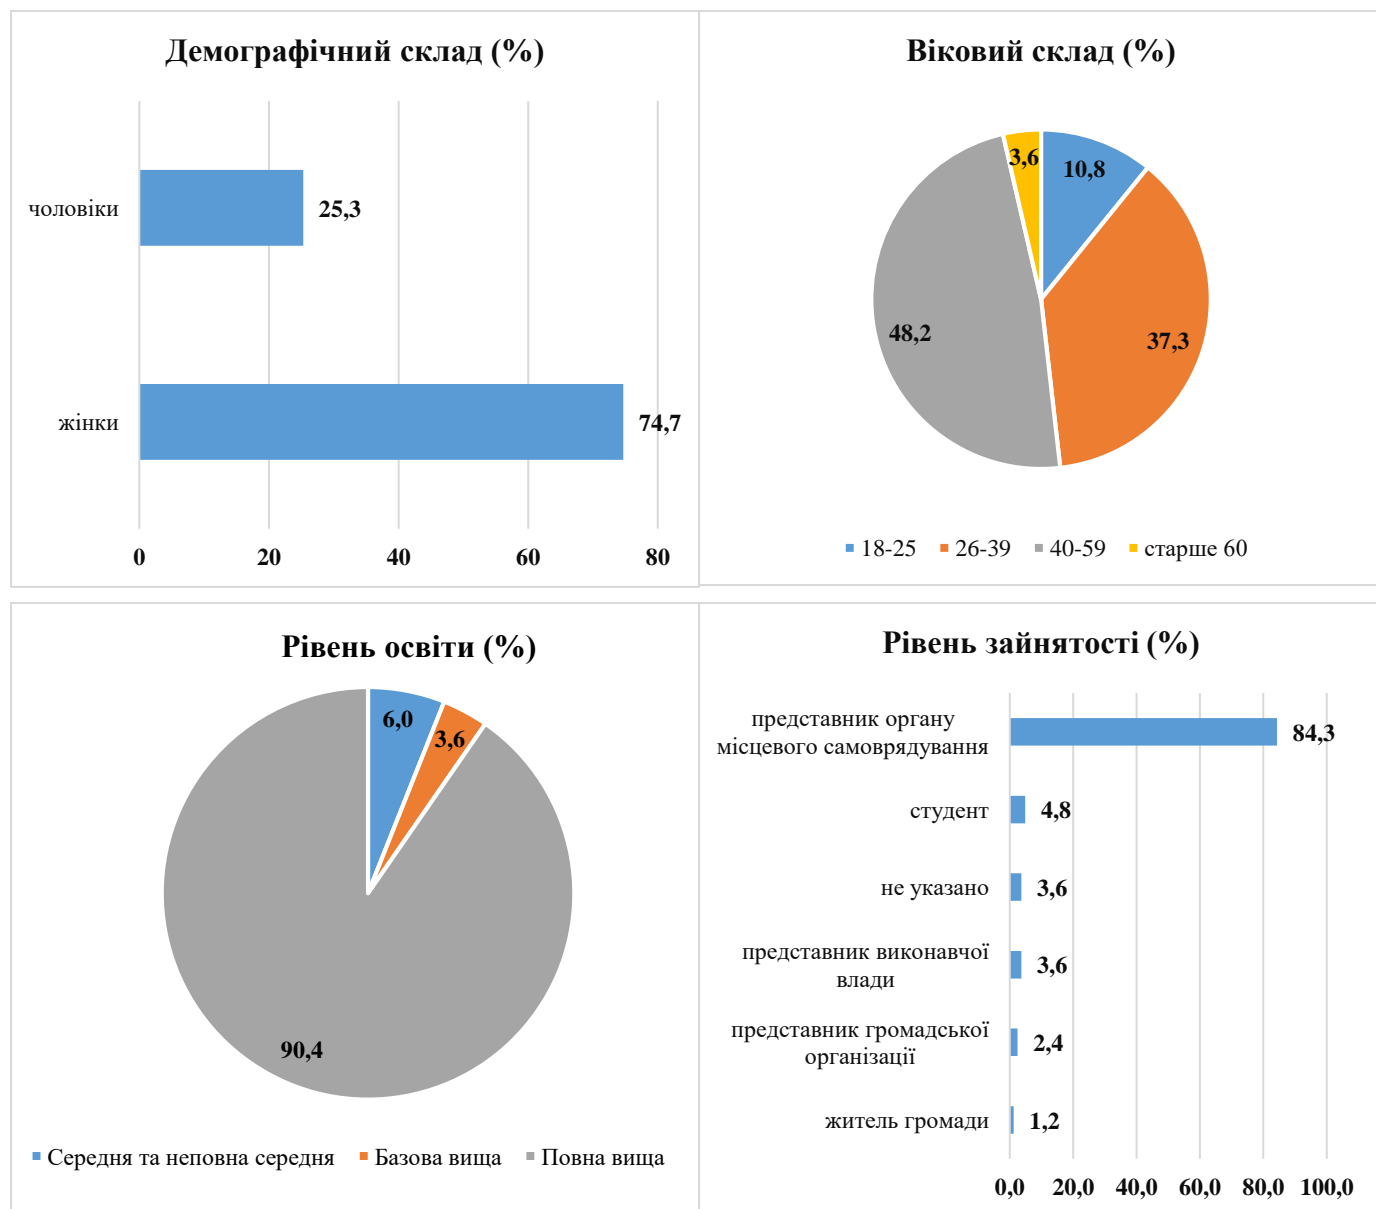 Демографічний склад (%)
чоловіки
25,3
жінки
74,7
0 20 40 60 80
Віковий склад (%)
3,6
10,8
48,2
37,3
18-25 26-39 40-59 старше 60
Рівень освіти (%)
6,0
3,6
90,4
Середня та неповна середня Базова вища Повна вища
Рівень зайнятості (%)
представник органу
місцевого самоврядування
84,3
студент
4,8
не указано
3,6
представник виконавчої
влади
3,6
представник громадської
організації
2,4
житель громади
1,2
0,0 20,0 40,0 60,0 80,0 100,0